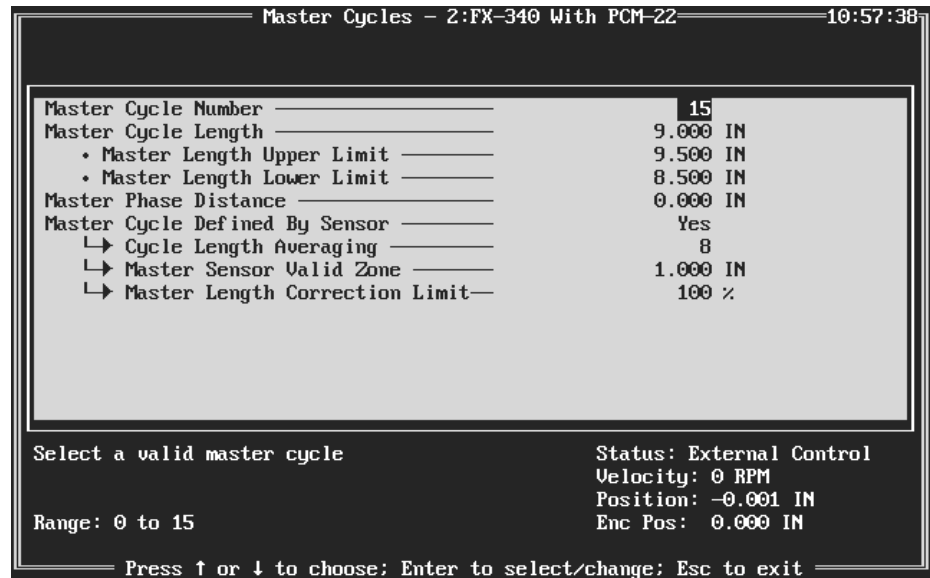 Master Cycles – 2:FX–340 With PCM–22 10:57:38
Master Cycle Number 15
Master Cycle Length 9.000 IN
• Master Length Upper Limit 9.500 IN
• Master Length Lower Limit 8.500 IN
Master Phase Distance 0.000 IN
Master Cycle Defined By Sensor Yes
Cycle Length Averaging 8
Master Sensor Valid Zone 1.000 IN
Master Length Correction Limit 100 %
Select a valid master cycle
Status: External Control
Velocity: 0 RPM
Position: –0.001 IN
Range: 0 to 15 Enc Pos: 0.000 IN
Press ↑ or ↓ to choose; Enter to select/change; Esc to exit